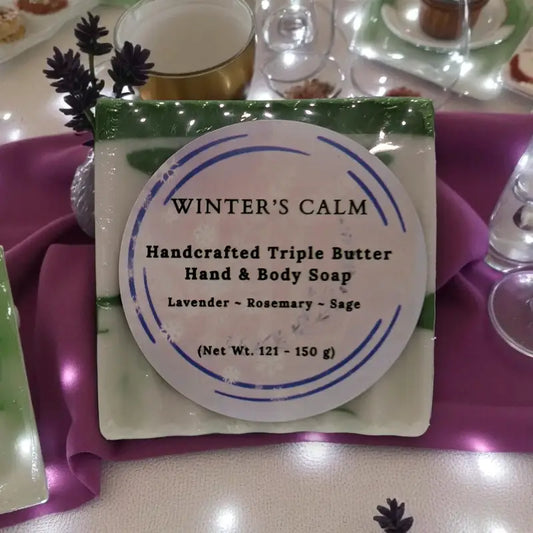 WINTER'S CALM
Handcrafted Triple Butter
Hand & Body Soap
Lavender ~ Rosemary ~ Sage
(Net Wt. 121 - 150 g)